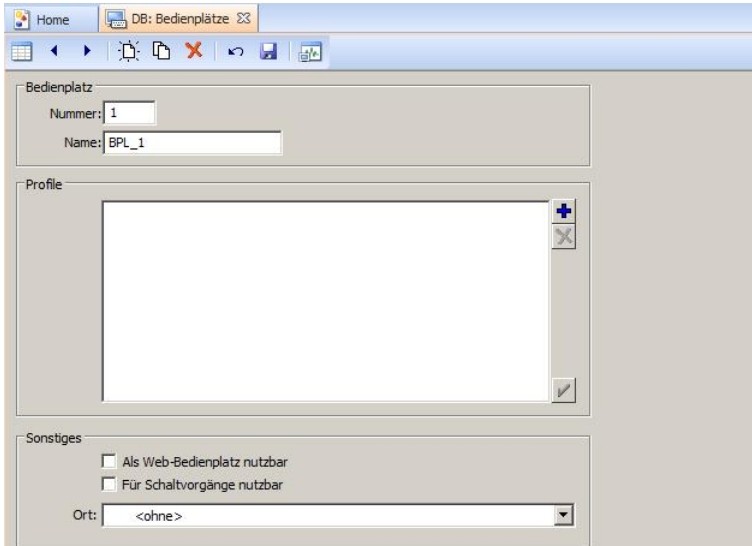 Home DB: Bedienplätze
Bedienplatz
Nummer: 1
Name: BPL_1
Profile
Sonstiges
Als Web-Bedienplatz nutzbar
Für Schaltvorgänge nutzbar
Ort: <ohne>